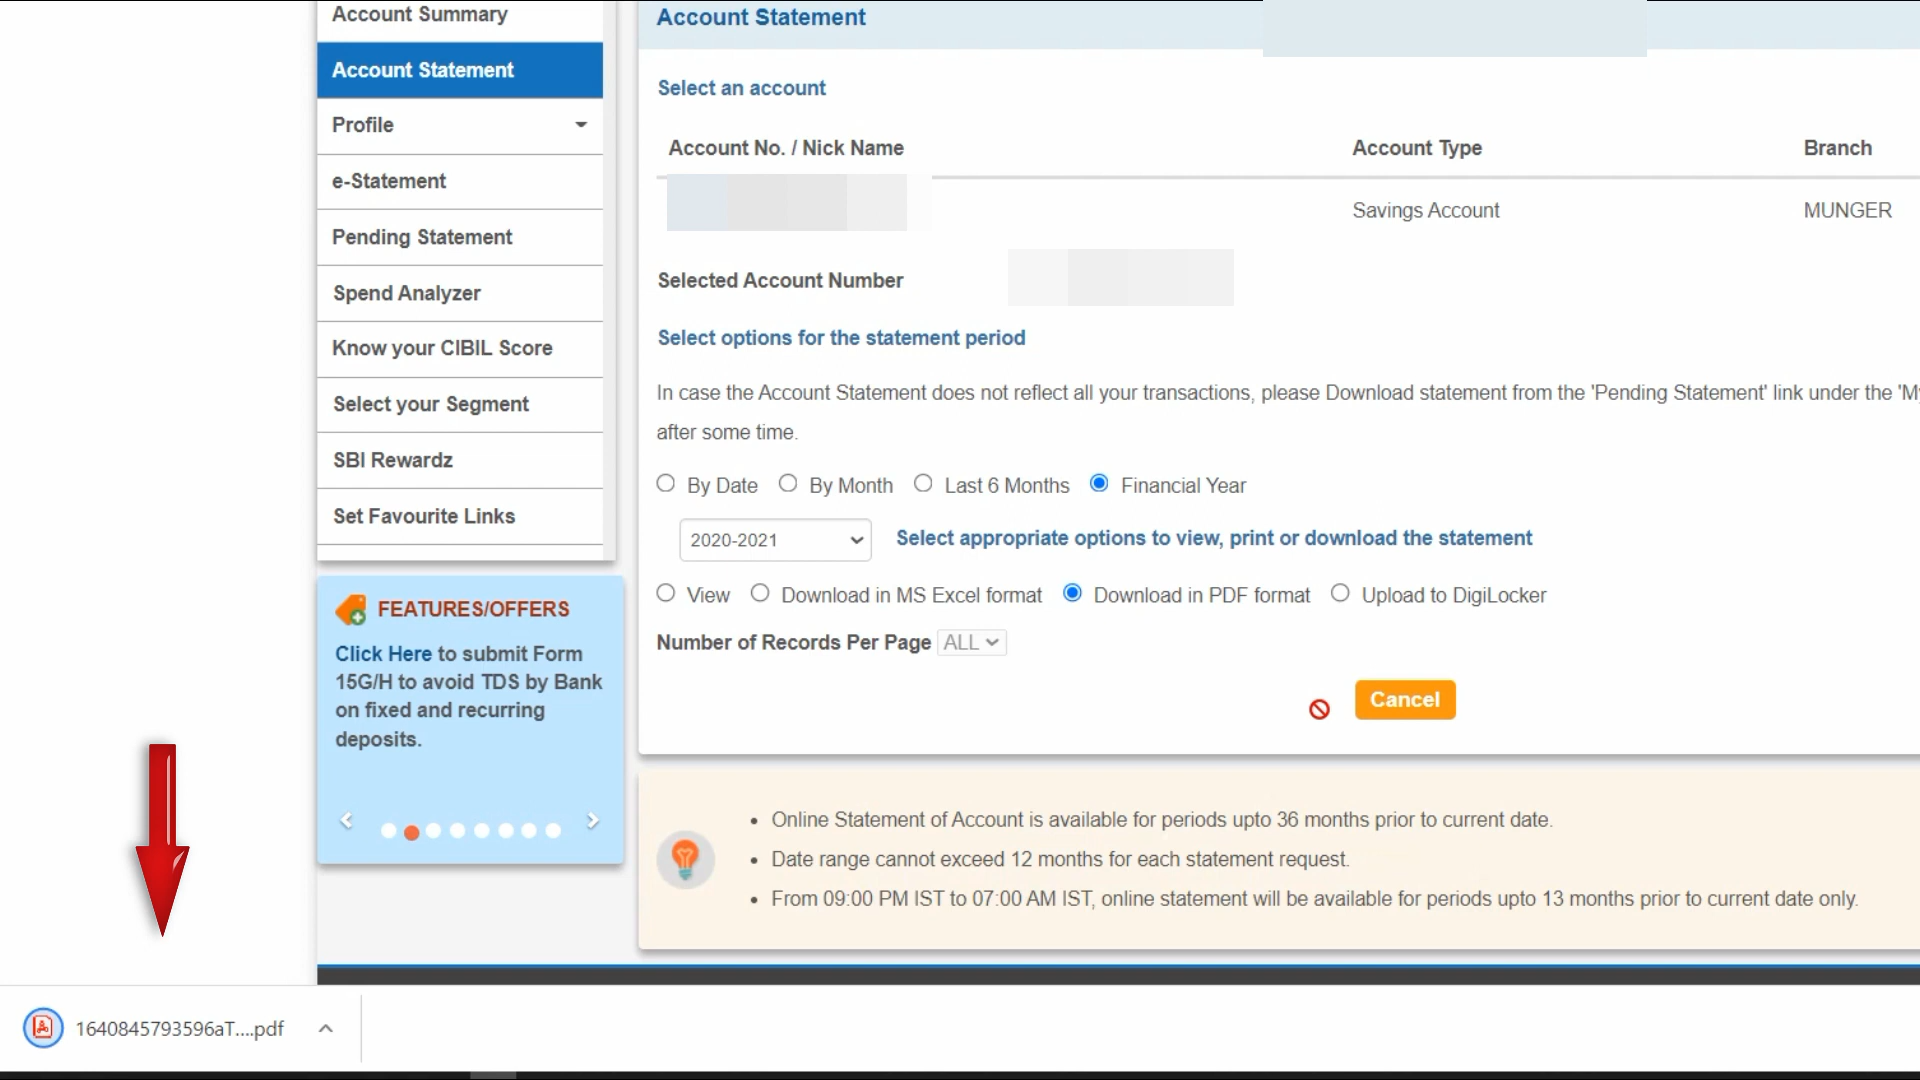 Account Summary
Account Statement
Profile
e-Statement
Pending Statement
Spend Analyzer
Know your CIBIL Score
Select your Segment
SBI Rewardz
Set Favourite Links
FEATURES/OFFERS
Click Here to submit Form
15G/H to avoid TDS by Bank
on fixed and recurring
deposits.
Account Statement
Select an account
Account No. / Nick Name Account Type Branch
Savings Account MUNGER
Selected Account Number
Select options for the statement period
In case the Account Statement does not reflect all your transactions, please Download statement from the 'Pending Statement' link under the 'My
after some time.
By Date By Month Last 6 Months Financial Year
2020-2021 Select appropriate options to view, print or download the statement
View Download in MS Excel format Download in PDF format Upload to DigiLocker
Number of Records Per Page ALL
Cancel
• Online Statement of Account is available for periods upto 36 months prior to current date.
• Date range cannot exceed 12 months for each statement request.
• From 09:00 PM IST to 07:00 AM IST, online statement will be available for periods upto 13 months prior to current date only.
1640845793596aT....pdf